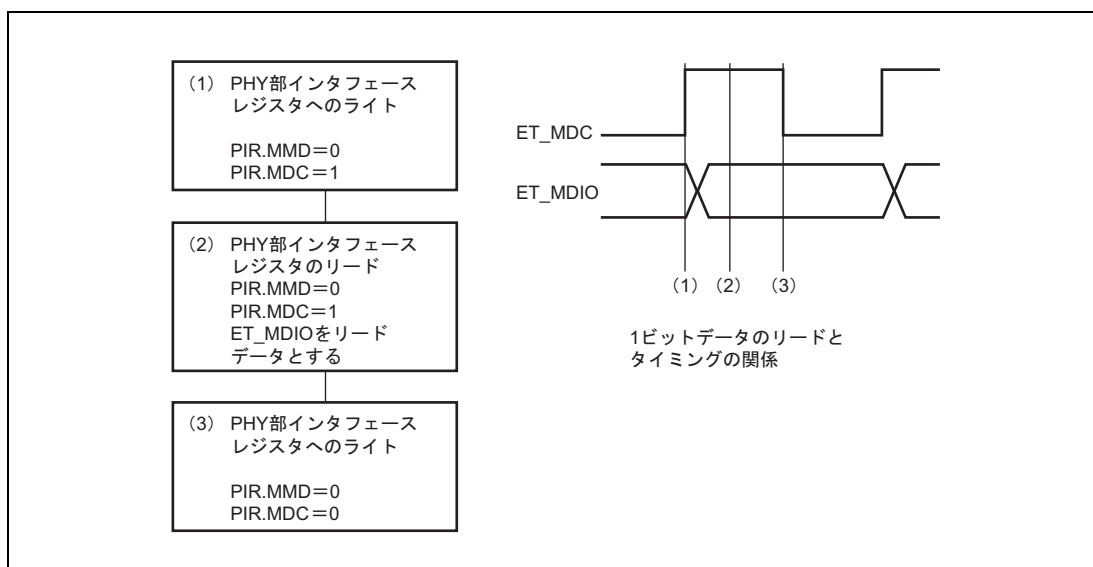 (1) PHY部インタフェース
レジスタへのライト
PIR.MMD＝0
PIR.MDC＝1
(2) PHY部インタフェース
レジスタのリード
PIR.MMD＝0
PIR.MDC＝1
ET_MDIOをリード
データとする
(3) PHY部インタフェース
レジスタへのライト
PIR.MMD＝0
PIR.MDC＝0
ET_MDC
ET_MDIO
(1) (2) (3)
1ビットデータのリードと
タイミングの関係